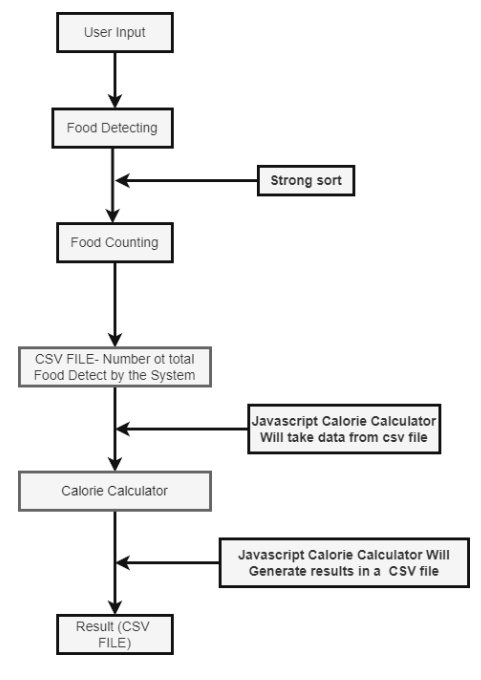 User Input
Food Detecting
Strong sort
Food Counting
CSV FILE- Number ot total
Food Detect by the System
Javascript Calorie Calculator
Will take data from csv file
Calorie Calculator
Javascript Calorie Calculator Will
Generate results in a CSV file
Result (CSV
FILE)